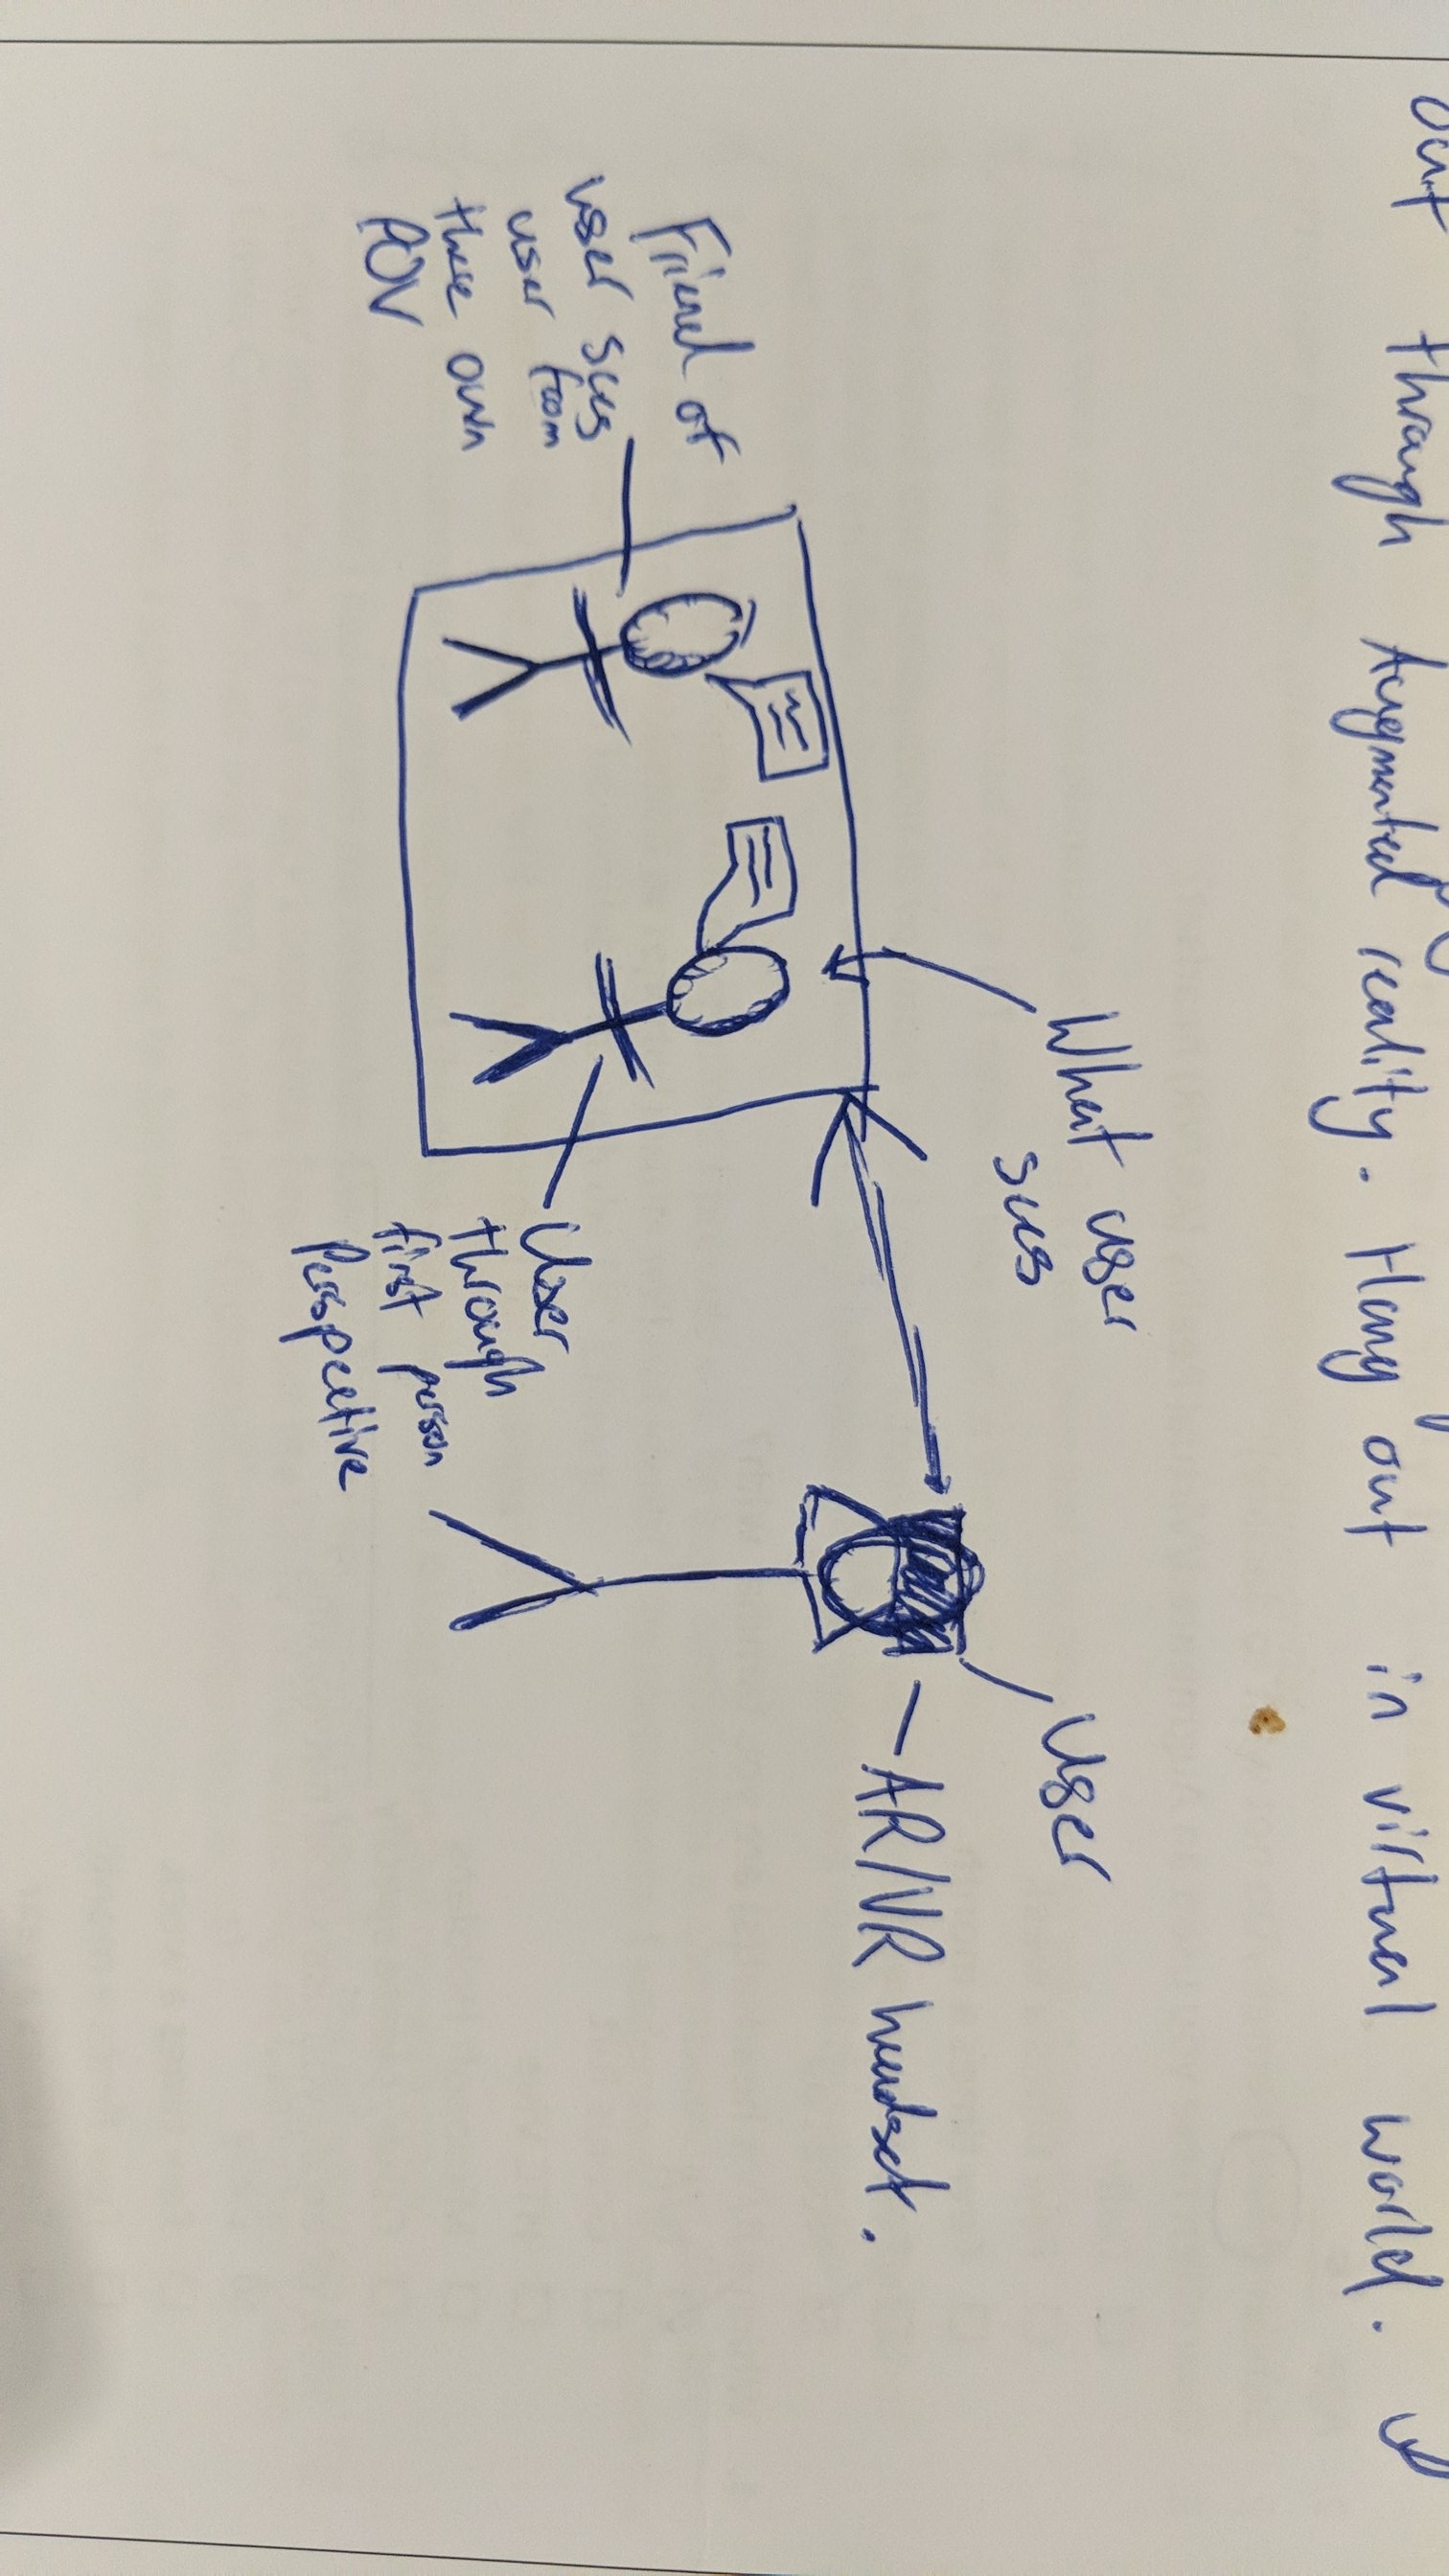 out through Augmented reality. Hang out in virtual world.
What user
sees
User
AR/VR headset.
Friend of
user sees
user from
there own
POV
User
through
first person
Perspective